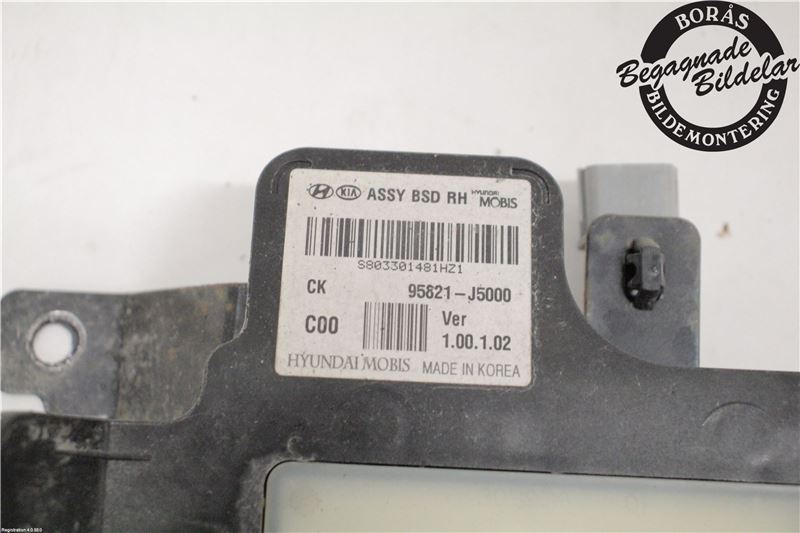 BORÅS
Begagnade
Bildelar
BILDEMONTERING
KIA ASSY BSD RH HYUNDAI MOBIS
S803301481HZ1
CK 95821-J5000
C00 Ver
1.00.1.02
HYUNDAI MOBIS MADE IN KOREA